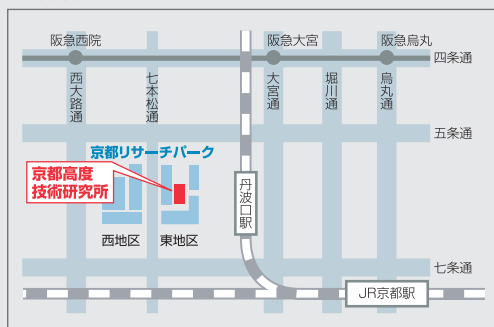 阪急西院
阪急大宮
阪急烏丸
四条通
西大路通
七本松通
大宮通
堀川通
烏丸通
五条通
京都リサーチパーク
京都高度
技術研究所
丹波口駅
西地区
東地区
七条通
JR京都駅